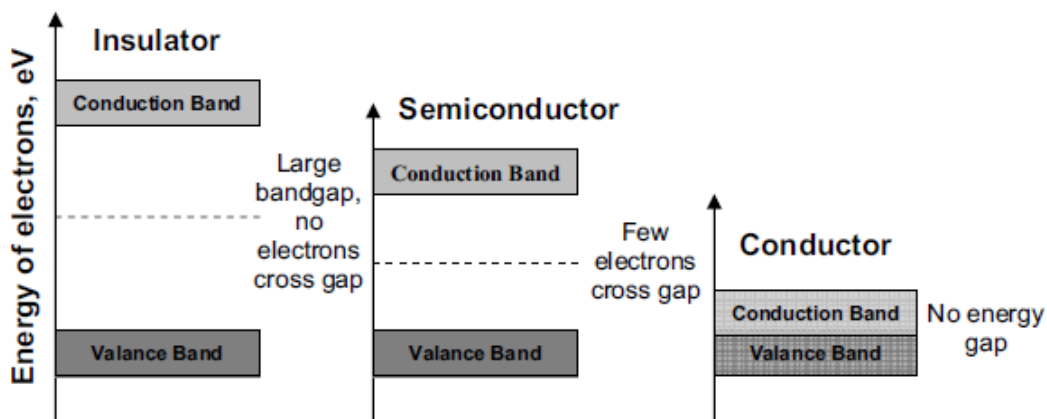 Energy of electrons, eV
Insulator
Conduction Band
Valance Band
Large
bandgap,
no
electrons
cross gap
Semiconductor
Conduction Band
Valance Band
Few
electrons
cross gap
Conductor
Conduction Band
Valance Band
No energy
gap